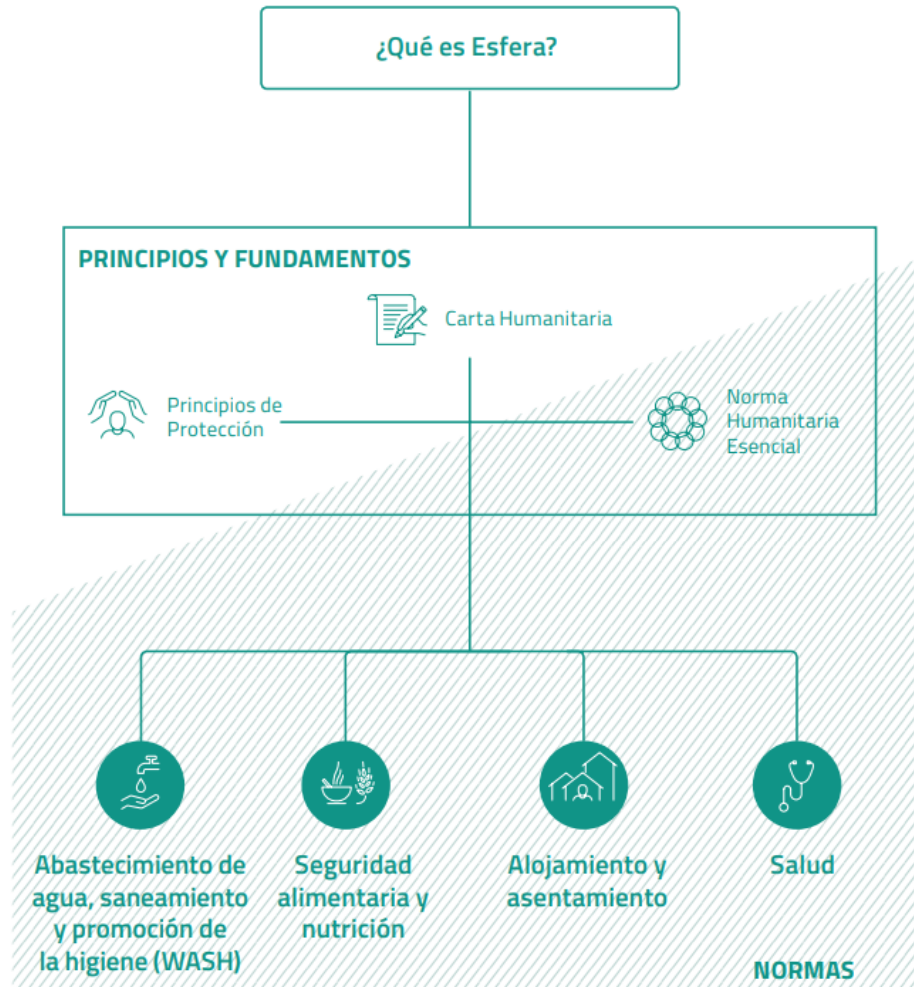 ¿Qué es Esfera?
PRINCIPIOS Y FUNDAMENTOS
Carta Humanitaria
Principios de
Protección
Norma
Humanitaria
Esencial
Abastecimiento de
agua, saneamiento
y promoción de
la higiene (WASH)
Seguridad
alimentaria y
nutrición
Alojamiento y
asentamiento
Salud
NORMAS